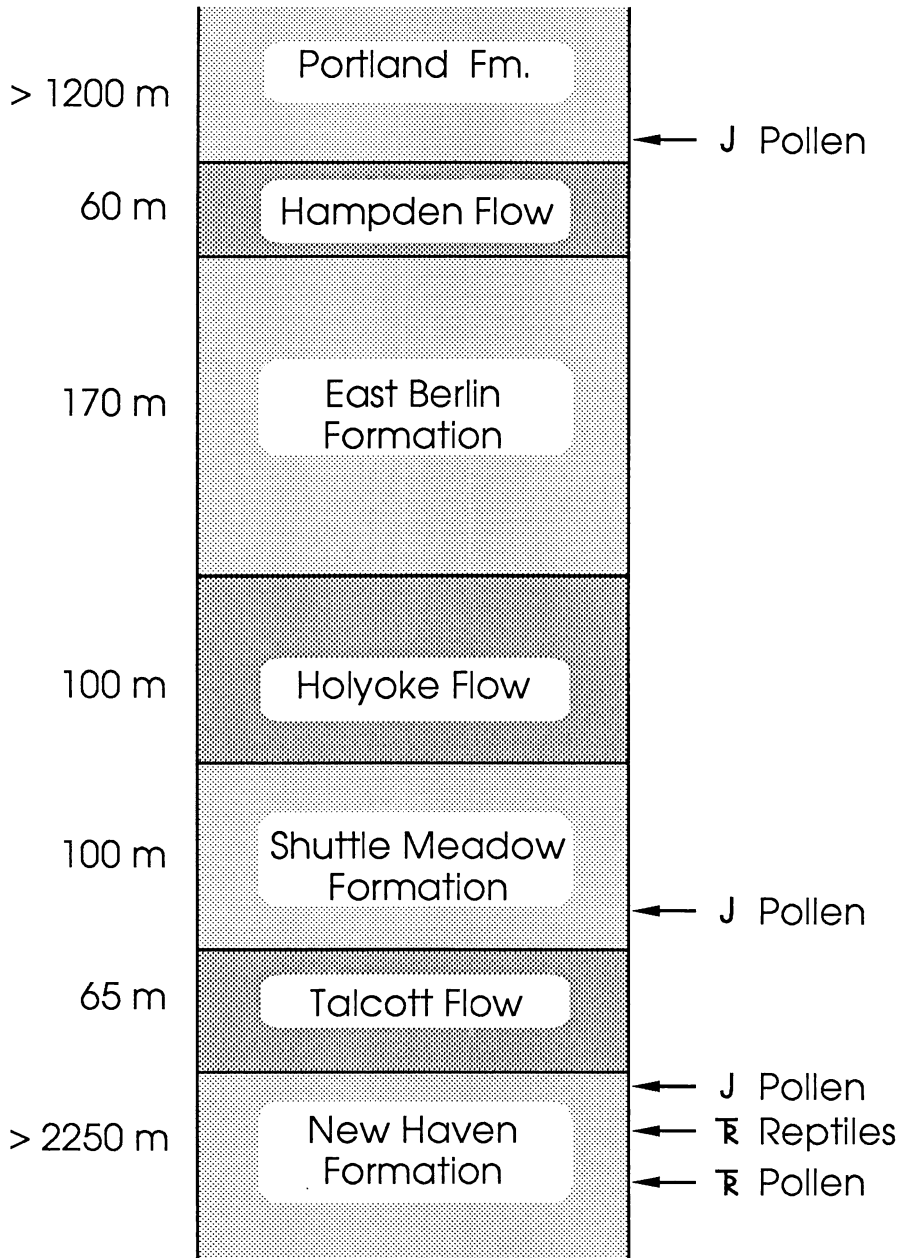 Portland Fm.
> 1200 m
J Pollen
60 m
Hampden Flow
170 m
East Berlin
Formation
100 m
Holyoke Flow
100 m
Shuttle Meadow
Formation
J Pollen
65 m
Talcott Flow
J Pollen
> 2250 m
New Haven
Formation
Ꞧ Reptiles
Ꞧ Pollen